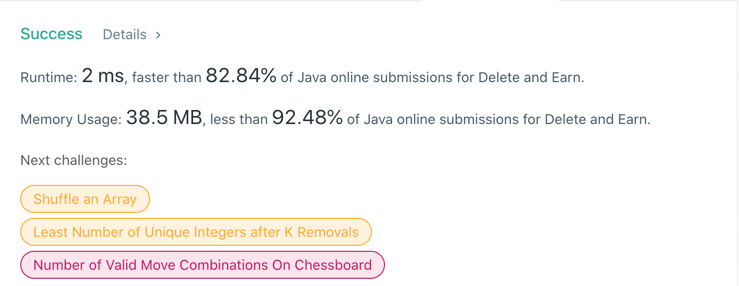 Success Details >
Runtime: 2 ms, faster than 82.84% of Java online submissions for Delete and Earn.
Memory Usage: 38.5 MB, less than 92.48% of Java online submissions for Delete and Earn.
Next challenges:
Shuffle an Array
Least Number of Unique Integers after K Removals
Number of Valid Move Combinations On Chessboard